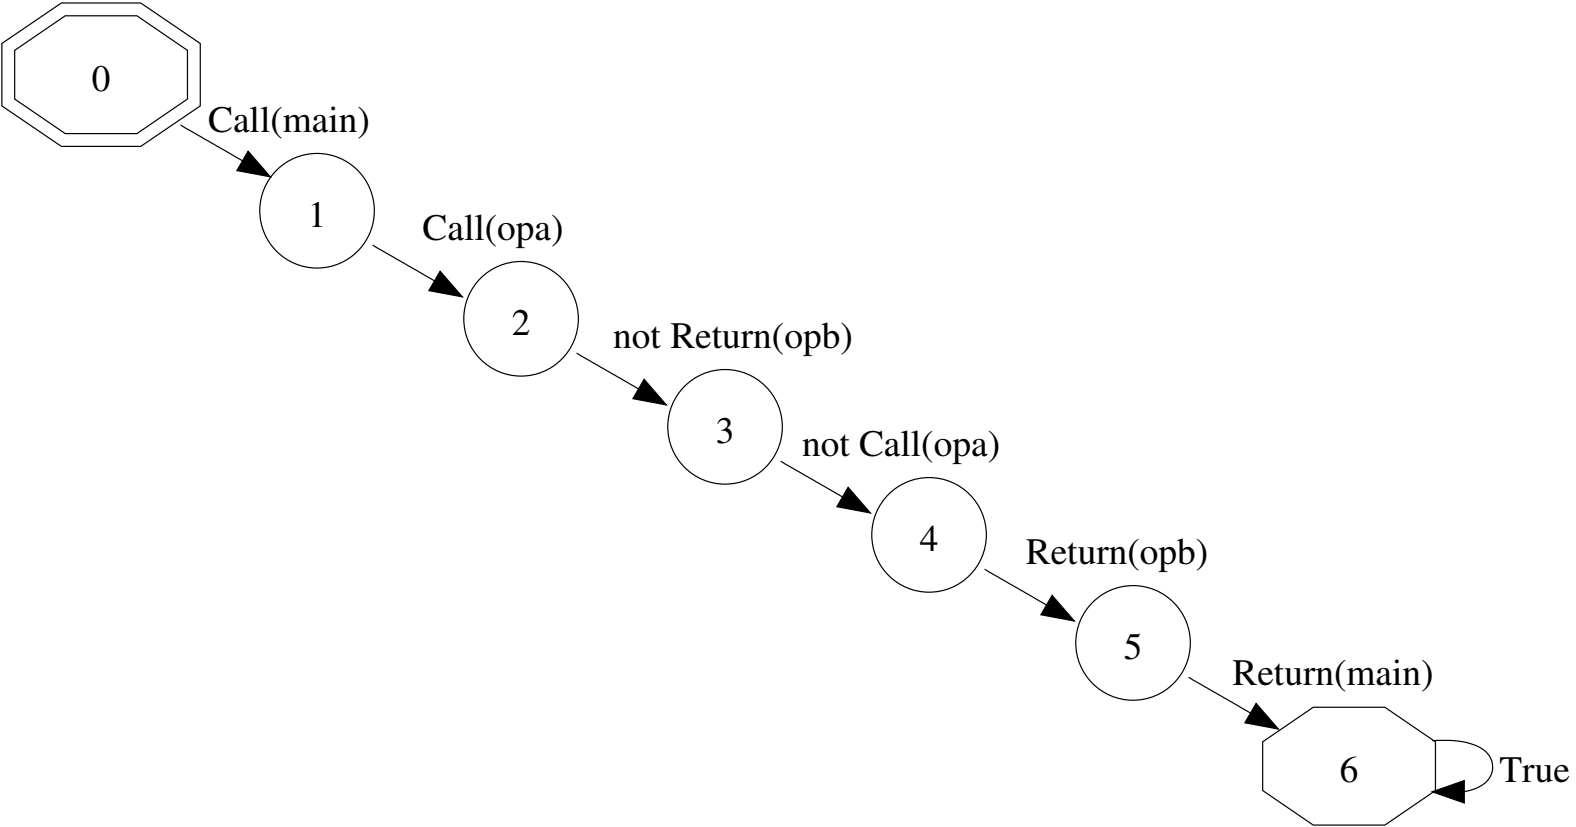 0
Call(main)
1
Call(opa)
2
not Return(opb)
3
not Call(opa)
4
Return(opb)
5
Return(main)
6
True